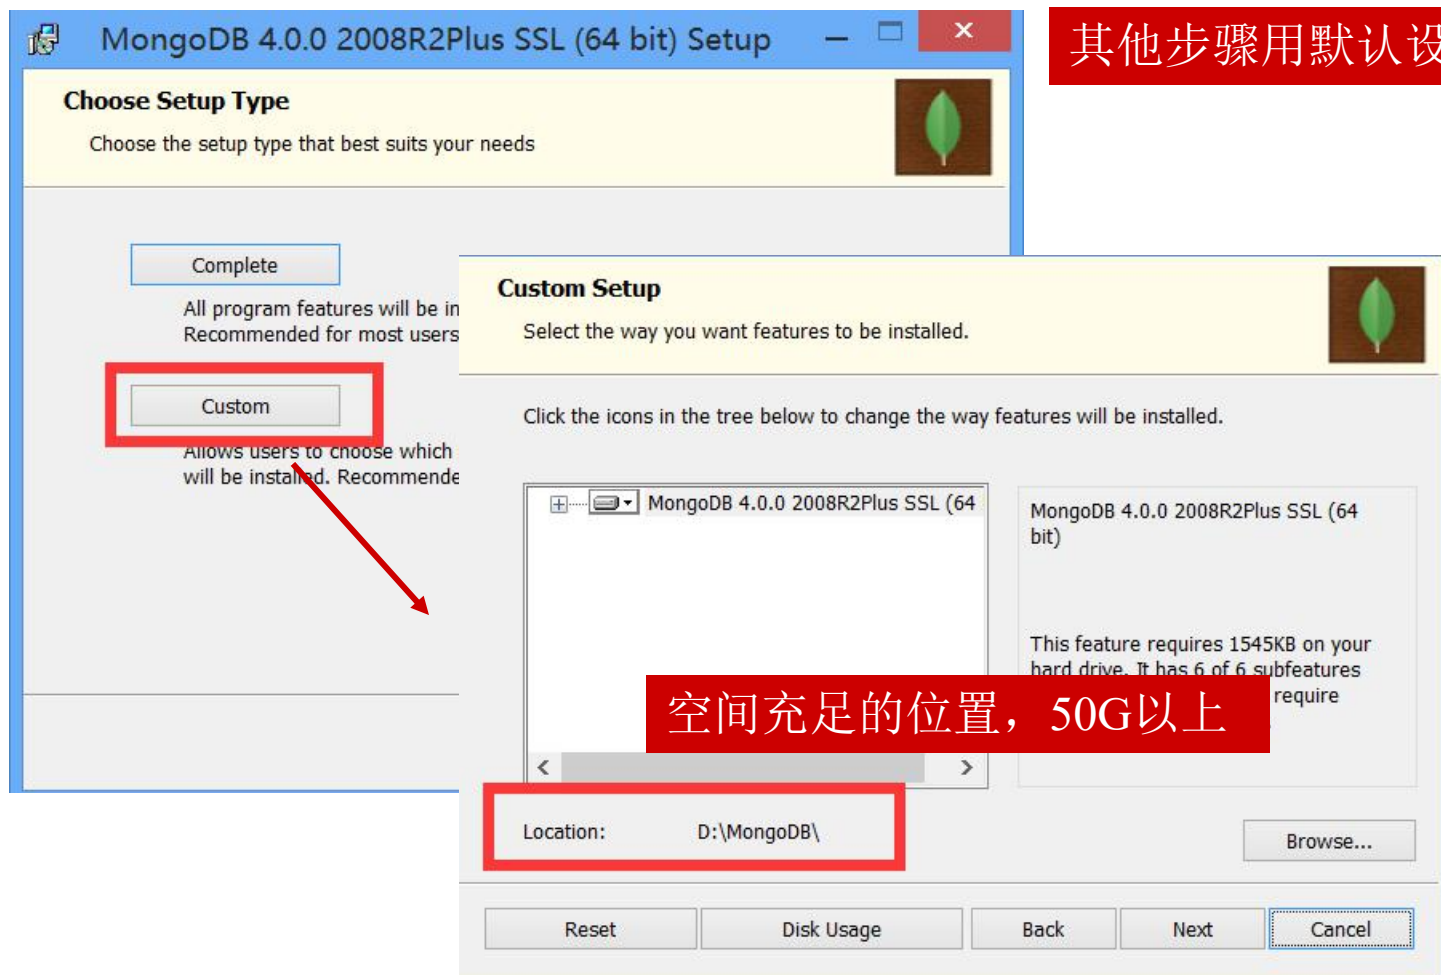 MongoDB 4.0.0 2008R2Plus SSL (64 bit) Setup
其他步骤用默认设
Choose Setup Type
Choose the setup type that best suits your needs
Complete
All program features will be in
Recommended for most users
Custom
Allows users to choose which
will be installed. Recommende
Custom Setup
Select the way you want features to be installed.
Click the icons in the tree below to change the way features will be installed.
MongoDB 4.0.0 2008R2Plus SSL (64
MongoDB 4.0.0 2008R2Plus SSL (64
bit)
This feature requires 1545KB on your
hard drive. It has 6 of 6 subfeatures
require
空间充足的位置，50G以上
Location: D:\MongoDB\
Browse...
Reset Disk Usage Back Next Cancel